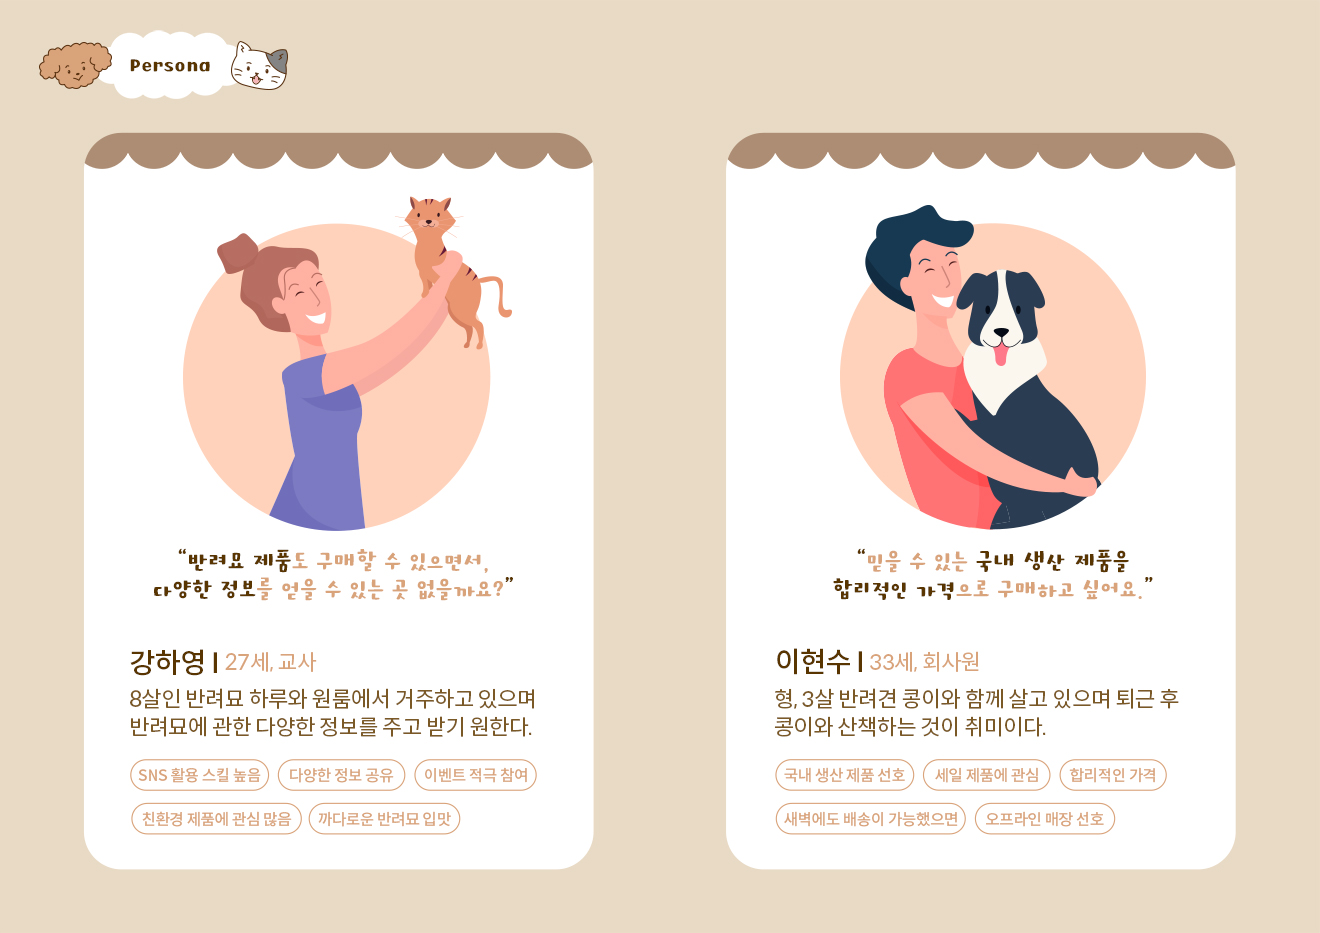 Persona
“반려묘 제품도 구매할 수 있으면서,
다양한 정보를 얻을 수 있는 곳 없을까요?”
강하영 | 27세, 교사
8살인 반려묘 하루와 원룸에서 거주하고 있으며
반려묘에 관한 다양한 정보를 주고 받기 원한다.
SNS 활용 스킬 높음
다양한 정보 공유
이벤트 적극 참여
친환경 제품에 관심 많음
까다로운 반려묘 입맛
“믿을 수 있는 국내 생산 제품을
합리적인 가격으로 구매하고 싶어요.”
이현수 | 33세, 회사원
형, 3살 반려견 콩이와 함께 살고 있으며 퇴근 후
콩이와 산책하는 것이 취미이다.
국내 생산 제품 선호
세일 제품에 관심
합리적인 가격
새벽에도 배송이 가능했으면
오프라인 매장 선호